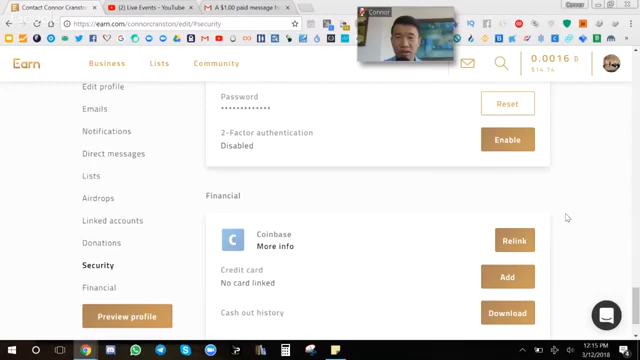 Contact Connor Cranston
Live Events - YouTube
A $1.00 paid message fr
Connor
Connor
https://earn.com/connorcranston/edit/#security
Earn
Business
Lists
Community
0.0016
$14.74
Edit profile
Emails
Notifications
Direct messages
Lists
Airdrops
Linked accounts
Donations
Security
Financial
Preview profile
Password
*************
Reset
2-Factor authentication
Disabled
Enable
Financial
Coinbase
More info
Relink
Credit card
No card linked
Add
Cash out history
Download
12:15 PM
3/12/2018